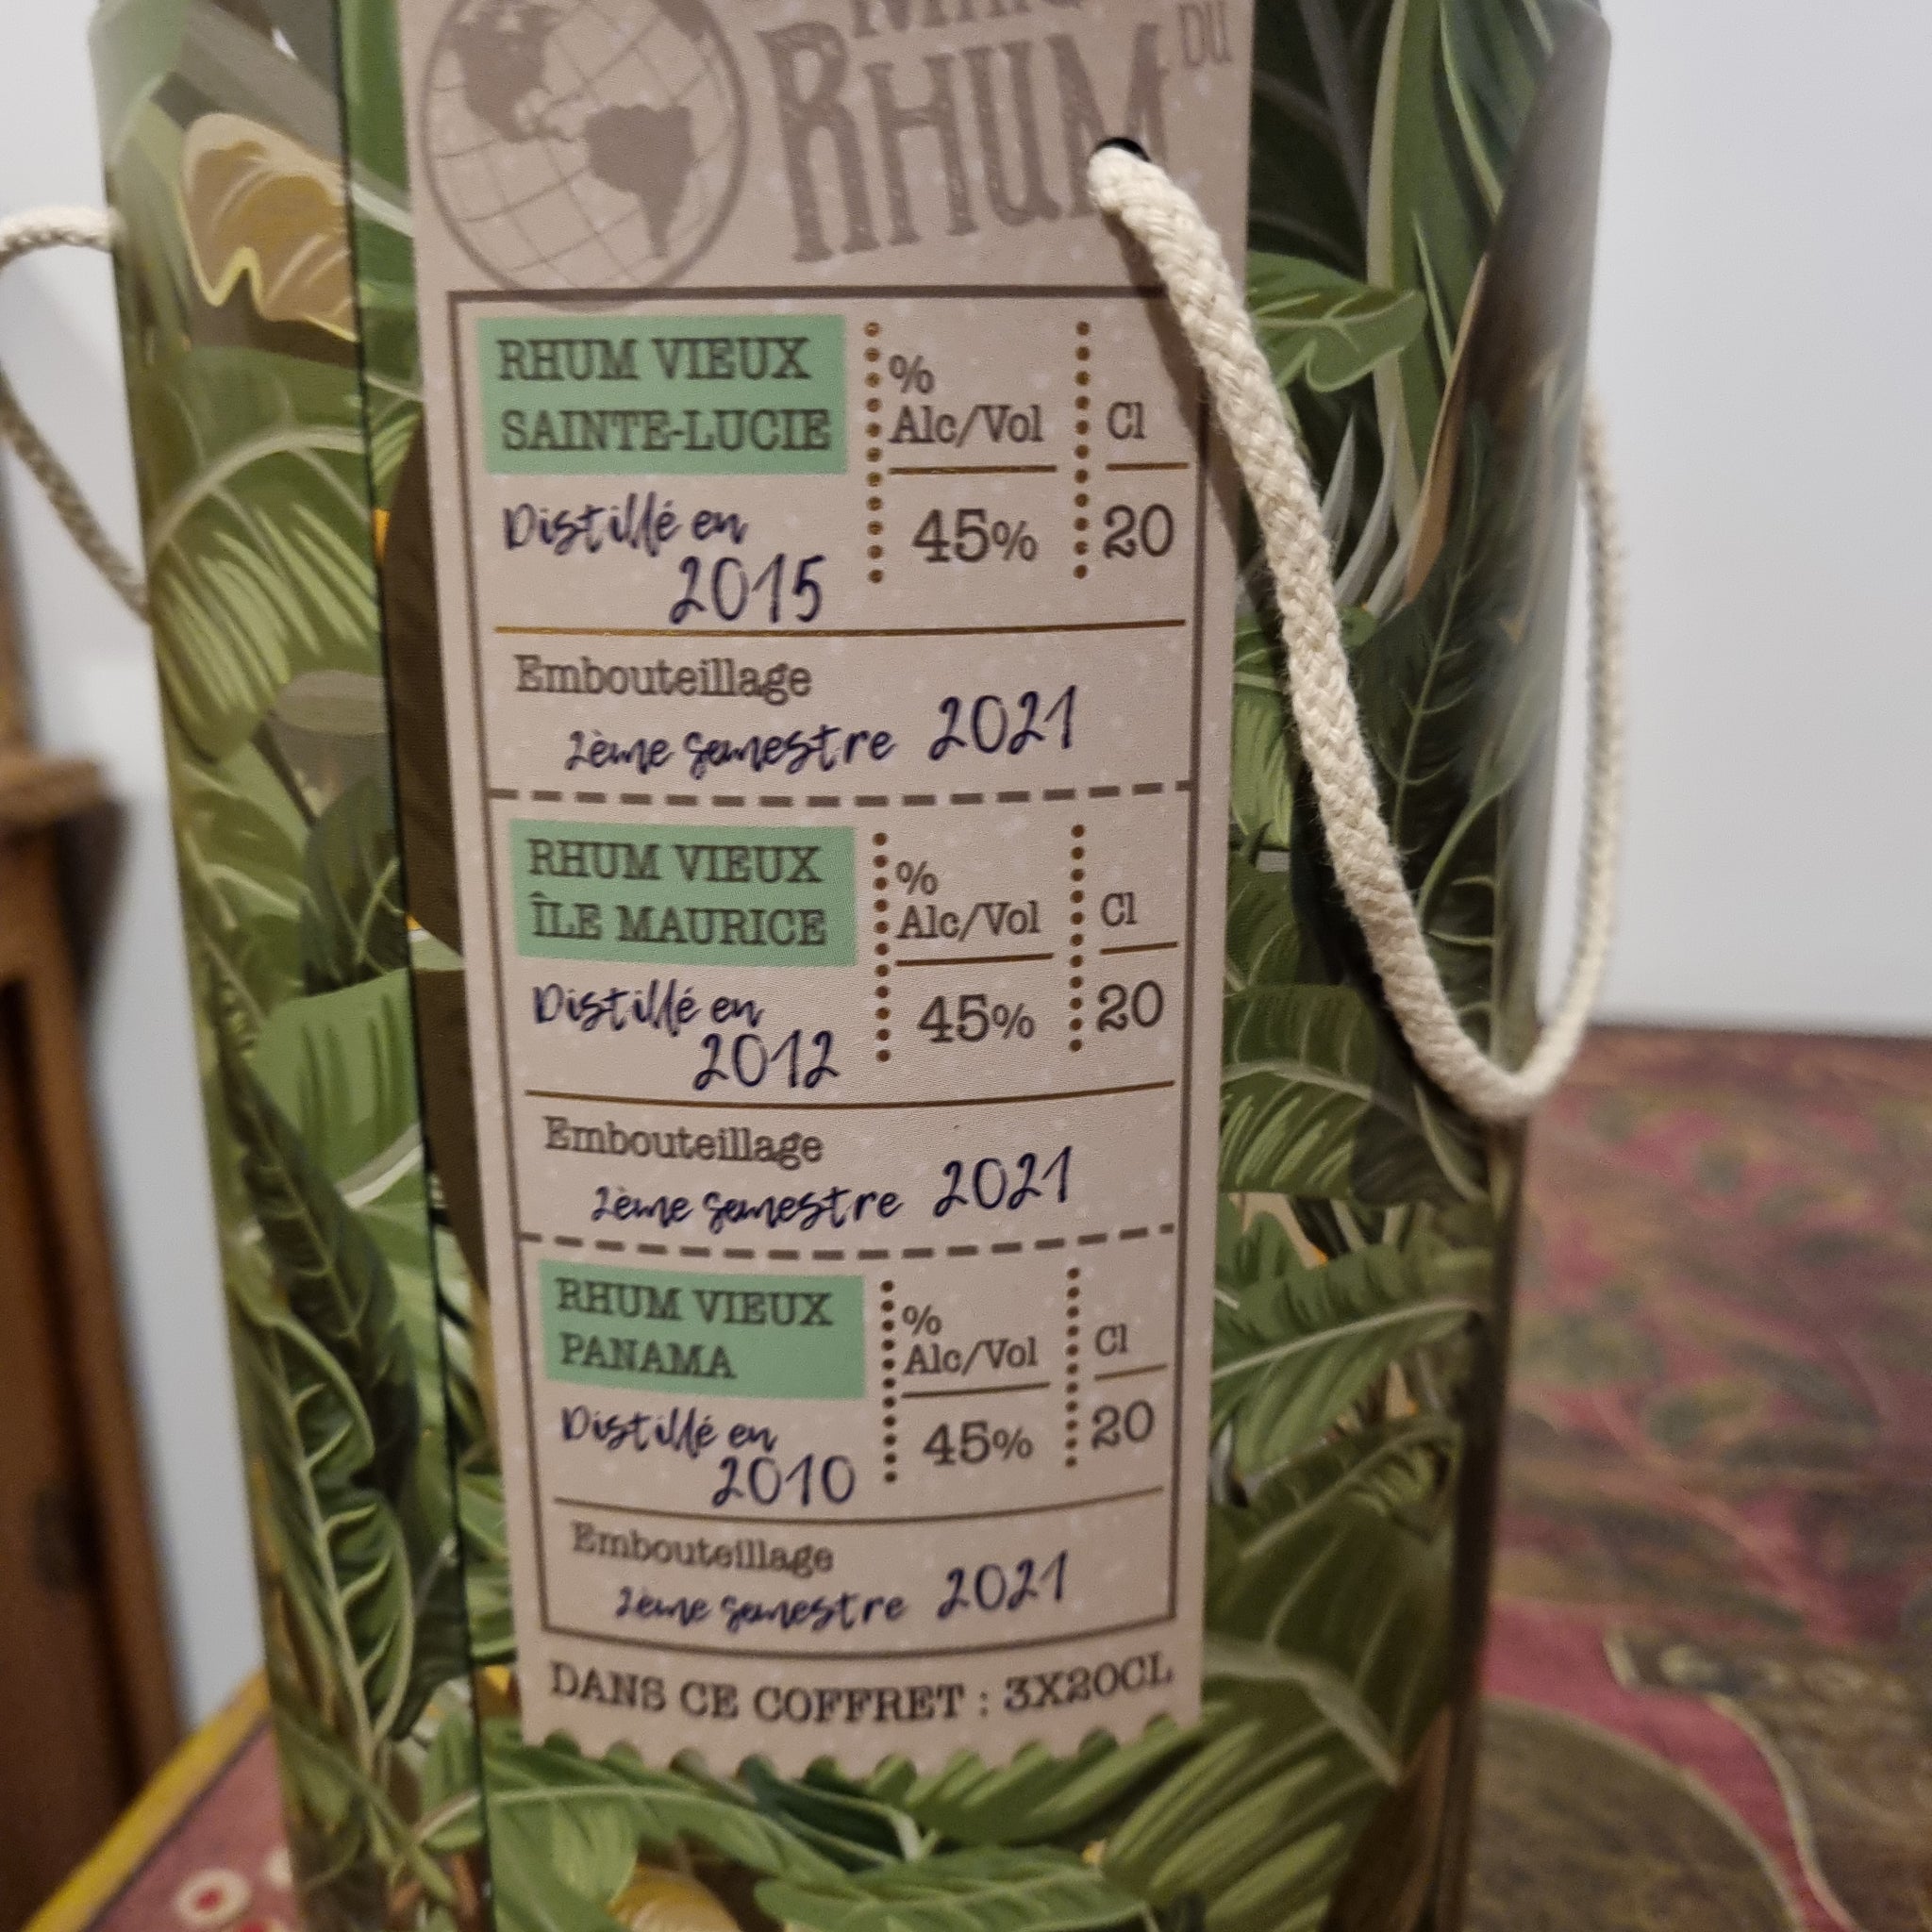 DU
RHUM
RHUM VIEUX
SAINTE-LUCIE
%
Alc/Vol
Cl
Distillé en
2015
45%
20
Embouteillage
2ème semestre 2021
RHUM VIEUX
ÎLE MAURICE
%
Alc/Vol
Cl
Distillé en
2012
45%
20
Embouteillage
2ème semestre 2021
RHUM VIEUX
PANAMA
%
Alc/Vol
Cl
Distillé en
2010
45%
20
Embouteillage
2ème semestre 2021
DANS CE COFFRET : 3X20CL